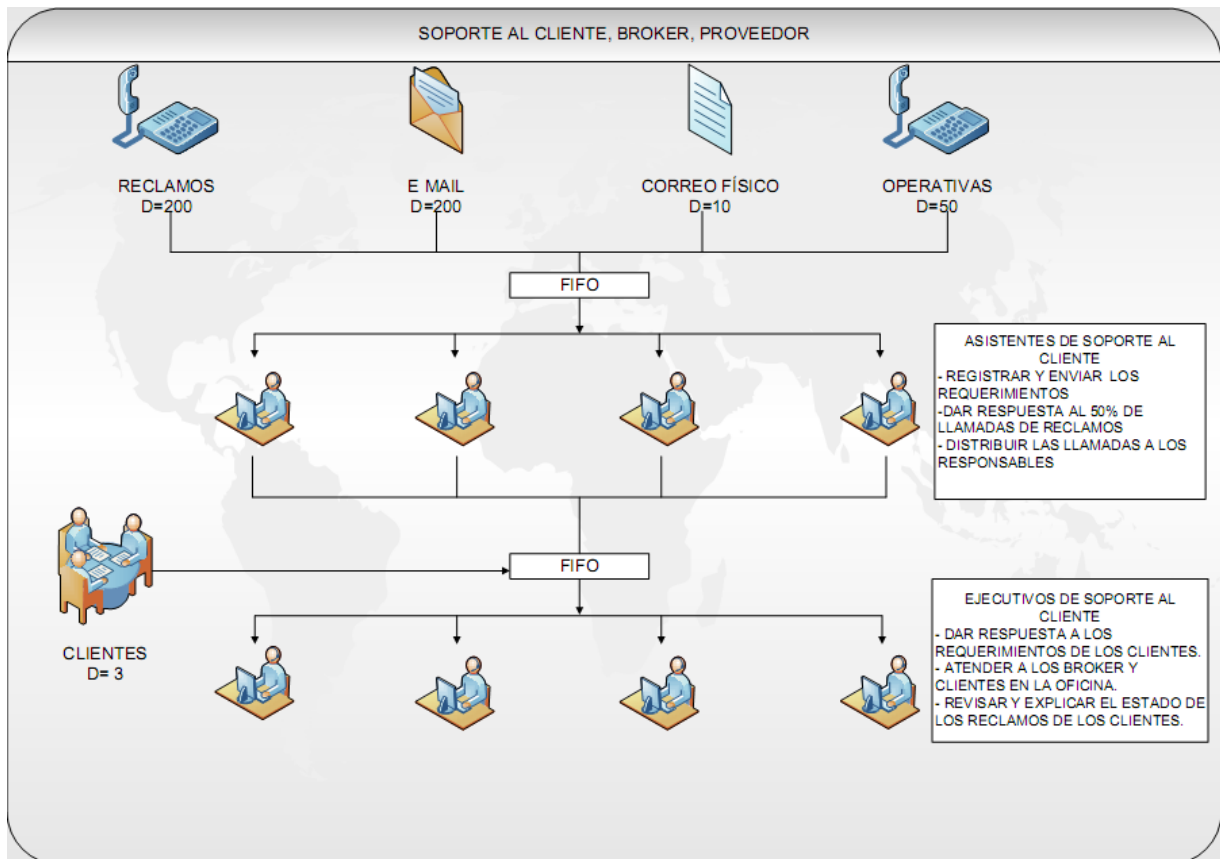 SOPORTE AL CLIENTE, BROKER, PROVEEDOR
RECLAMOS
D=200
E MAIL
D=200
CORREO FÍSICO
D=10
OPERATIVAS
D=50
FIFO
ASISTENTES DE SOPORTE AL
CLIENTE
- REGISTRAR Y ENVIAR LOS
REQUERIMIENTOS
-DAR RESPUESTA AL 50% DE
LLAMADAS DE RECLAMOS
- DISTRIBUIR LAS LLAMADAS A LOS
RESPONSABLES
FIFO
CLIENTES
D= 3
EJECUTIVOS DE SOPORTE AL
CLIENTE
- DAR RESPUESTA A LOS
REQUERIMIENTOS DE LOS CLIENTES.
- ATENDER A LOS BROKER Y
CLIENTES EN LA OFICINA.
- REVISAR Y EXPLICAR EL ESTADO DE
LOS RECLAMOS DE LOS CLIENTES.